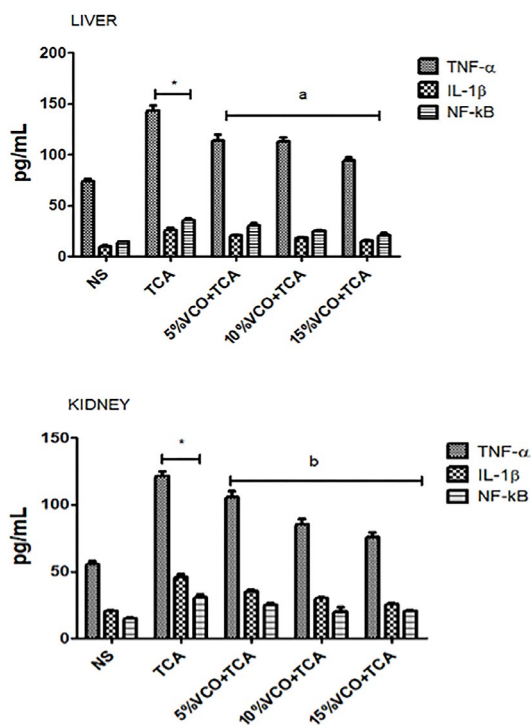 LIVER
200
150
100
50
0
pg/mL
*
a
TNF-α
IL-1β
NF-kB
NS
TCA
5%VCO+TCA
10%VCO+TCA
15%VCO+TCA
KIDNEY
150
100
50
0
pg/mL
*
b
TNF-α
IL-1β
NF-kB
NS
TCA
5%VCO+TCA
10%VCO+TCA
15%VCO+TCA